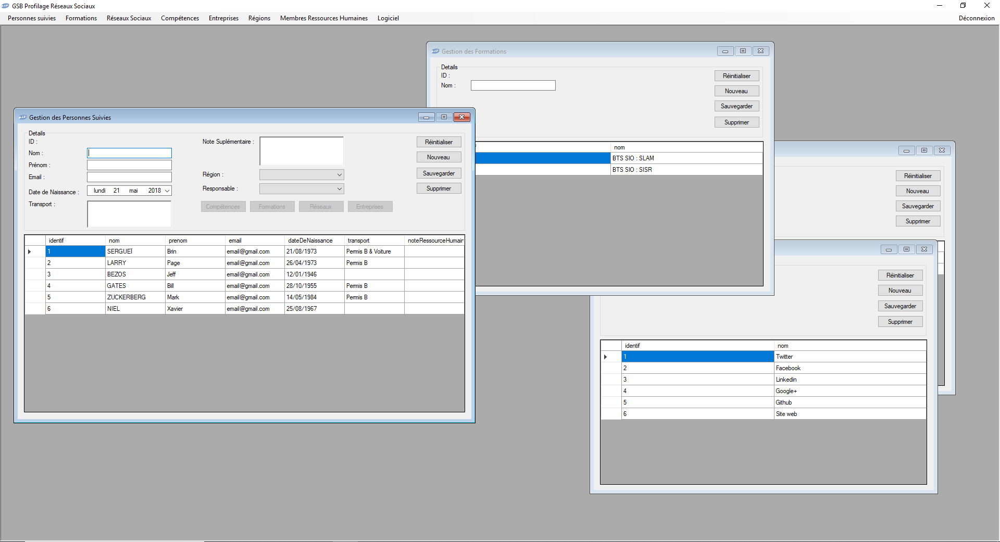 GSB Profilage Réseaux Sociaux
Personnes suivies Formations Réseaux Sociaux Compétences Entreprises Régions Membres Ressources Humaines Logiciel Déconnexion
Gestion des Formations
Details
ID :
Nom :
Réinitialiser
Nouveau
Sauvegarder
Supprimer
nom
BTS SIO : SLAM
BTS SIO : SISR
Gestion des Personnes Suivies
Details
ID :
Nom :
Prénom :
Email :
Date de Naissance : lundi 21 mai 2018
Transport :
Note Suplémentaire :
Région :
Responsable :
Compétences Formations Réseaux Entreprises
Réinitialiser
Nouveau
Sauvegarder
Supprimer
identif nom prenom email dateDeNaissance transport noteRessourceHumain
1 SERGUEÏ Brin email@gmail.com 21/08/1973 Permis B & Voiture
2 LARRY Page email@gmail.com 26/04/1973 Permis B
3 BEZOS Jeff email@gmail.com 12/01/1946
4 GATES Bill email@gmail.com 28/10/1955 Permis B
5 ZUCKERBERG Mark email@gmail.com 14/05/1984 Permis B
6 NIEL Xavier email@gmail.com 25/08/1967
Réinitialiser
Nouveau
Sauvegarder
Supprimer
Réinitialiser
Nouveau
Sauvegarder
Supprimer
identif nom
1 Twitter
2 Facebook
3 Linkedin
4 Google+
5 Github
6 Site web